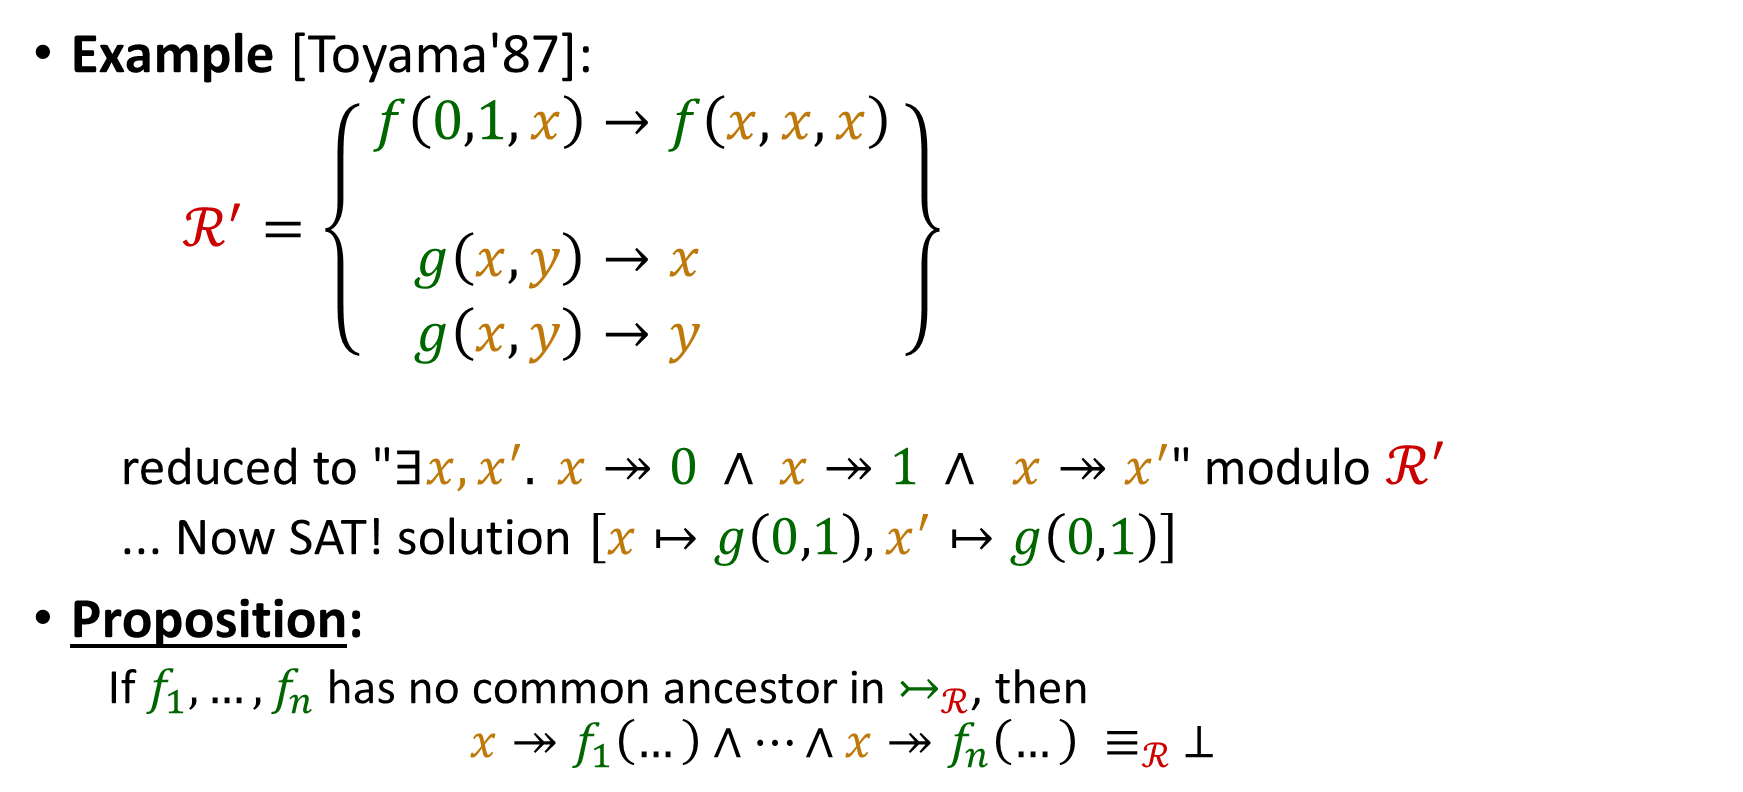 • Example [Toyama'87]:
f(0,1,x) → f(x,x,x)
ℛ′ =
g(x,y) → x
g(x,y) → y
reduced to "∃x,x′. x ↠ 0 ∧ x ↠ 1 ∧ x ↠ x′" modulo ℛ′
... Now SAT! solution [x ↦ g(0,1), x′ ↦ g(0,1)]
• Proposition:
If f₁, … , fₙ has no common ancestor in ↣ℛ, then
x ↠ f₁(…) ∧ ⋯ ∧ x ↠ fₙ(…) ≡ℛ ⊥